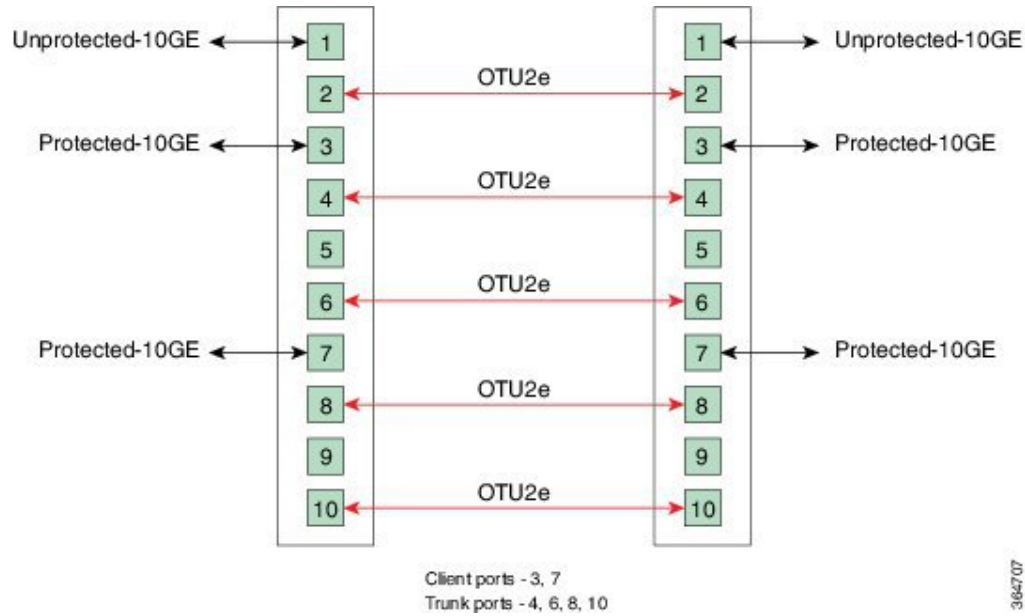 Unprotected-10GE 1 1 Unprotected-10GE
OTU2e
2 2
Protected-10GE 3 3 Protected-10GE
OTU2e
4 4
5 5
OTU2e
6 6
Protected-10GE 7 7 Protected-10GE
OTU2e
8 8
9 9
OTU2e
10 10
Client ports - 3, 7
Trunk ports - 4, 6, 8, 10
364707